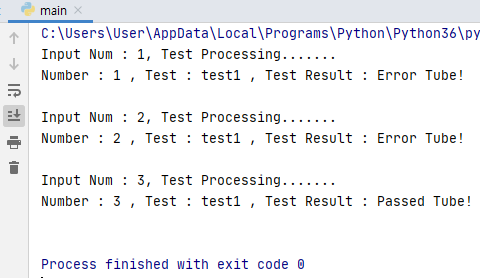 main
C:\Users\User\AppData\Local\Programs\Python\Python36\py
Input Num : 1, Test Processing.......
Number : 1 , Test : test1 , Test Result : Error Tube!
Input Num : 2, Test Processing.......
Number : 2 , Test : test1 , Test Result : Error Tube!
Input Num : 3, Test Processing.......
Number : 3 , Test : test1 , Test Result : Passed Tube!
Process finished with exit code 0